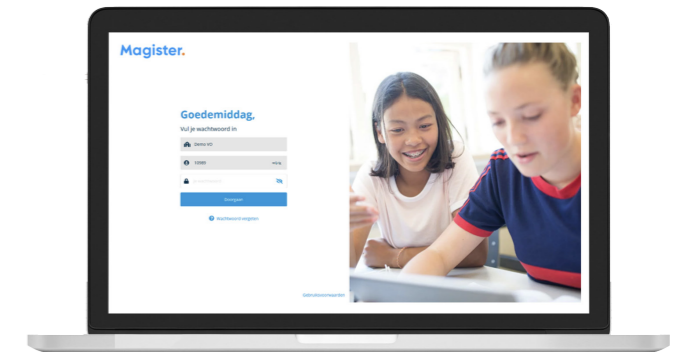 Magister.
Goedemiddag,
Vul je wachtwoord in
Demo VO
Doorgaan
Wachtwoord vergeten
Gebruiksvoorwaarden